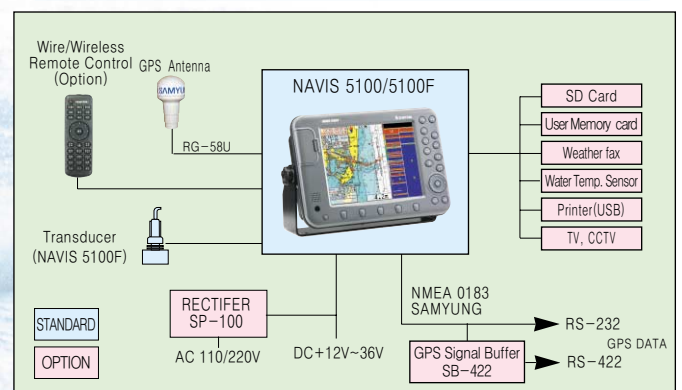 Wire/Wireless
Remote Control
(Option)
GPS Antenna
SAMYU
RG-58U
NAVIS 5100/5100F
SD Card
User Memory card
Weather fax
Water Temp. Sensor
Printer(USB)
TV, CCTV
Transducer
(NAVIS 5100F)
STANDARD
OPTION
RECTIFER
SP-100
AC 110/220V
DC+12V~36V
NMEA 0183
SAMYUNG
GPS Signal Buffer
SB-422
RS-232
GPS DATA
RS-422